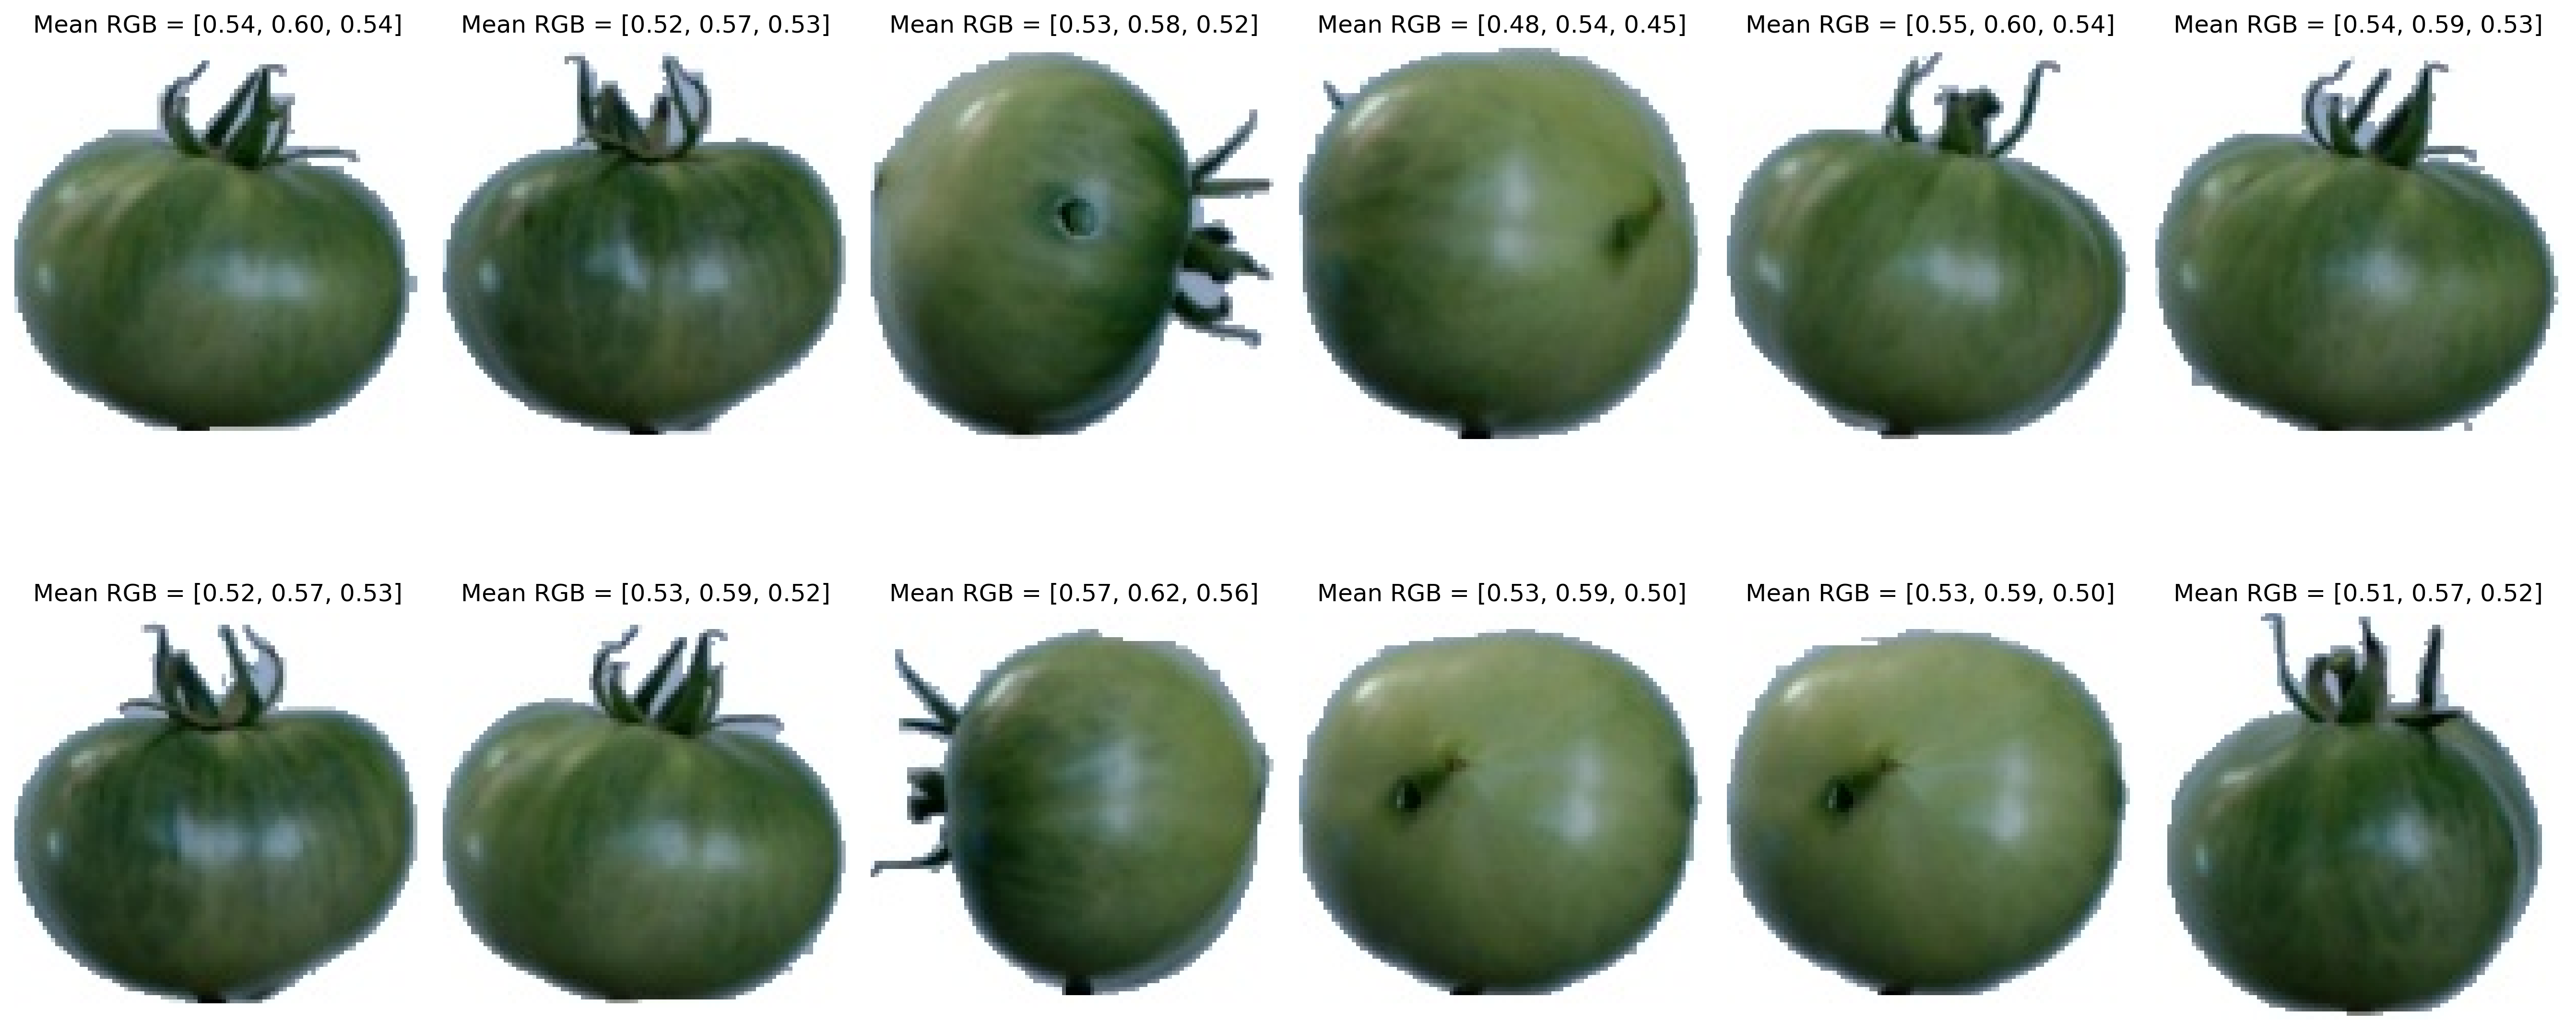 Mean RGB = [0.54, 0.60, 0.54]
Mean RGB = [0.52, 0.57, 0.53]
Mean RGB = [0.53, 0.58, 0.52]
Mean RGB = [0.48, 0.54, 0.45]
Mean RGB = [0.55, 0.60, 0.54]
Mean RGB = [0.54, 0.59, 0.53]
Mean RGB = [0.52, 0.57, 0.53]
Mean RGB = [0.53, 0.59, 0.52]
Mean RGB = [0.57, 0.62, 0.56]
Mean RGB = [0.53, 0.59, 0.50]
Mean RGB = [0.53, 0.59, 0.50]
Mean RGB = [0.51, 0.57, 0.52]